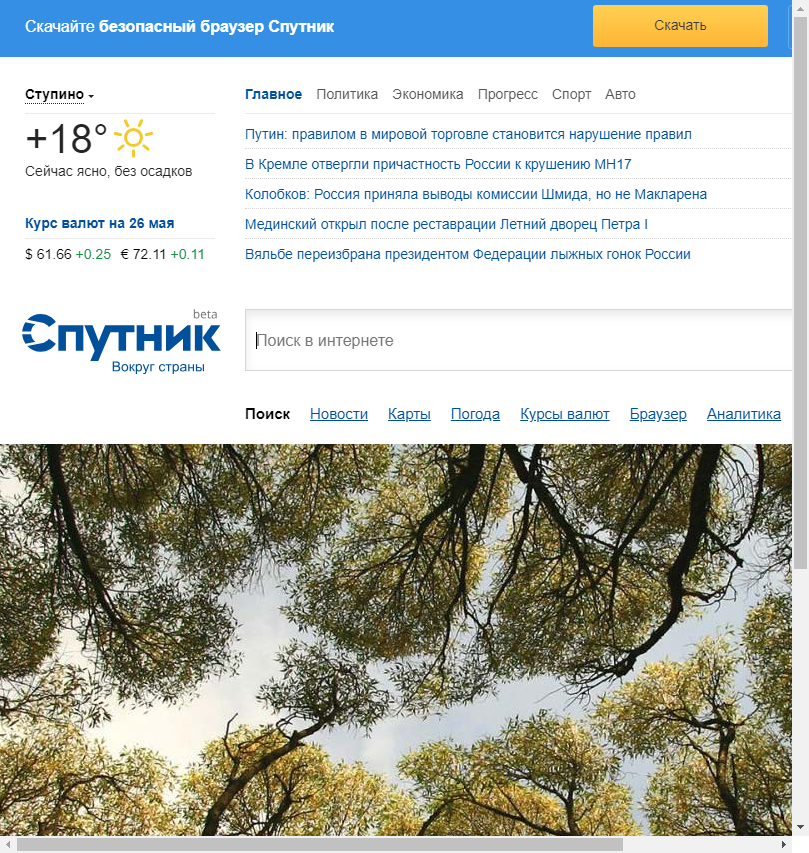 Скачайте безопасный браузер Спутник
Скачать
Ступино
Главное Политика Экономика Прогресс Спорт Авто
+18°
Сейчас ясно, без осадков
Курс валют на 26 мая
$ 61.66 +0.25 € 72.11 +0.11
Путин: правилом в мировой торговле становится нарушение правил
В Кремле отвергли причастность России к крушению MH17
Колобков: Россия приняла выводы комиссии Шмида, но не Макларена
Мединский открыл после реставрации Летний дворец Петра I
Вяльбе переизбрана президентом Федерации лыжных гонок России
beta
Спутник
Вокруг страны
Поиск в интернете
Поиск Новости Карты Погода Курсы валют Браузер Аналитика